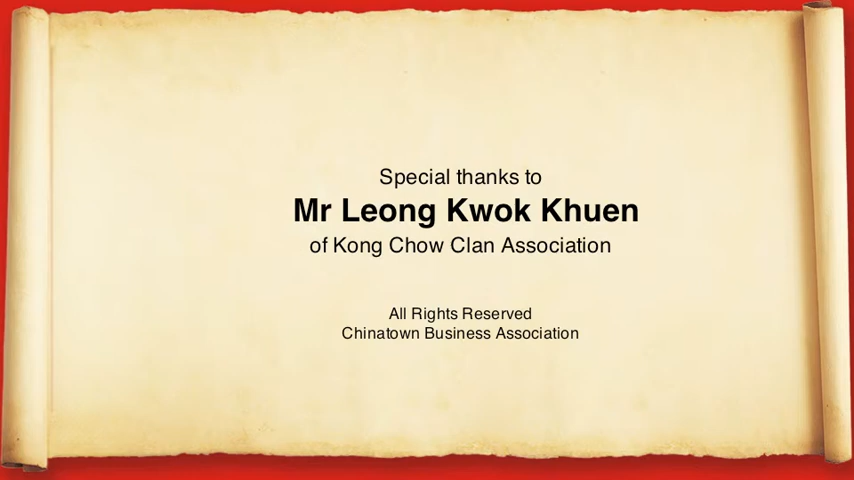 Special thanks to
Mr Leong Kwok Khuen
of Kong Chow Clan Association
All Rights Reserved
Chinatown Business Association